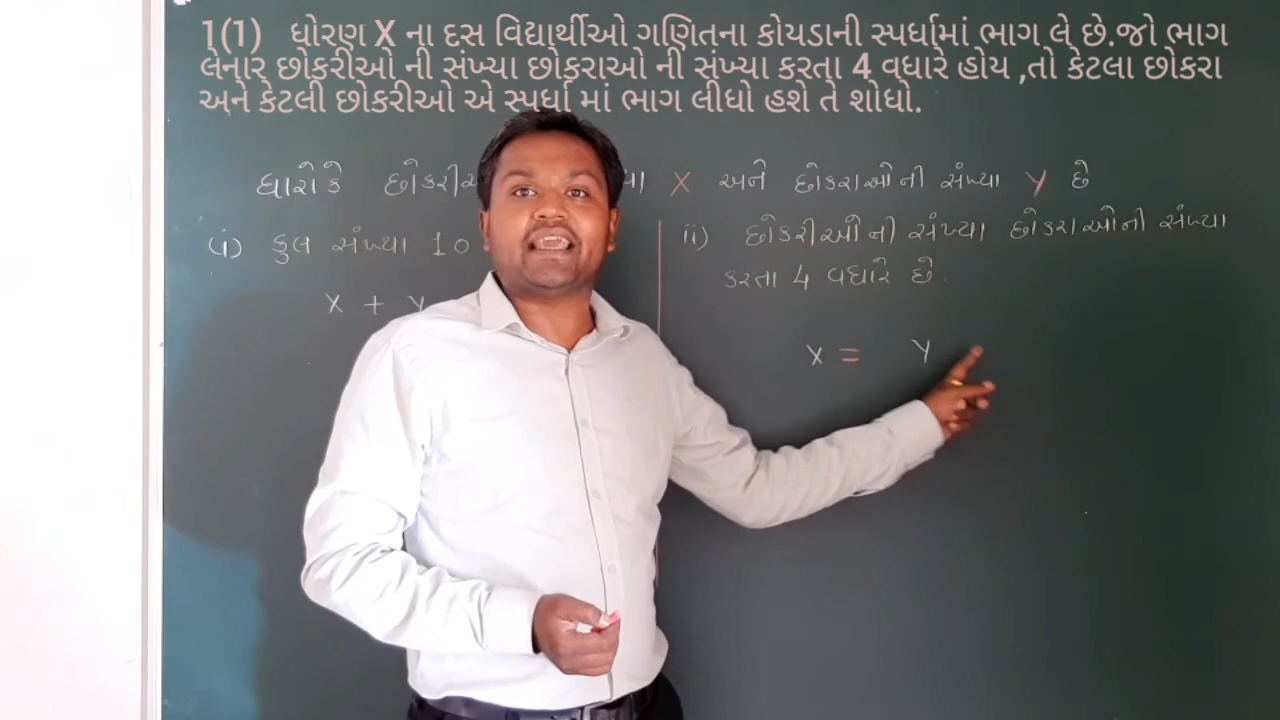 1(1) ધોરણ X ના દસ વિદ્યાર્થીઓ ગણિતના કોયડાની સ્પર્ધામાં ભાગ લે છે.જો ભાગ
લેનાર છોકરીઓ ની સંખ્યા છોકરાઓ ની સંખ્યા કરતા 4 વધારે હોય ,તો કેટલા છોકરા
અને કેટલી છોકરીઓ એ સ્પર્ધા માં ભાગ લીધો હશે તે શોધો.
ધારોકે X અને છોકરાઓની સંખ્યા Y છે
(i) કુલ સંખ્યા 10
x + y
ii) છોકરીઓની સંખ્યા છોકરાઓની સંખ્યા
કરતા 4 વધારે છે.
x = y